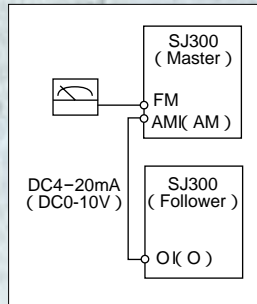 SJ300
( Master )
FM
AMI( AM )
DC4-20mA
( DC0-10V )
SJ300
( Follower )
OI( O )